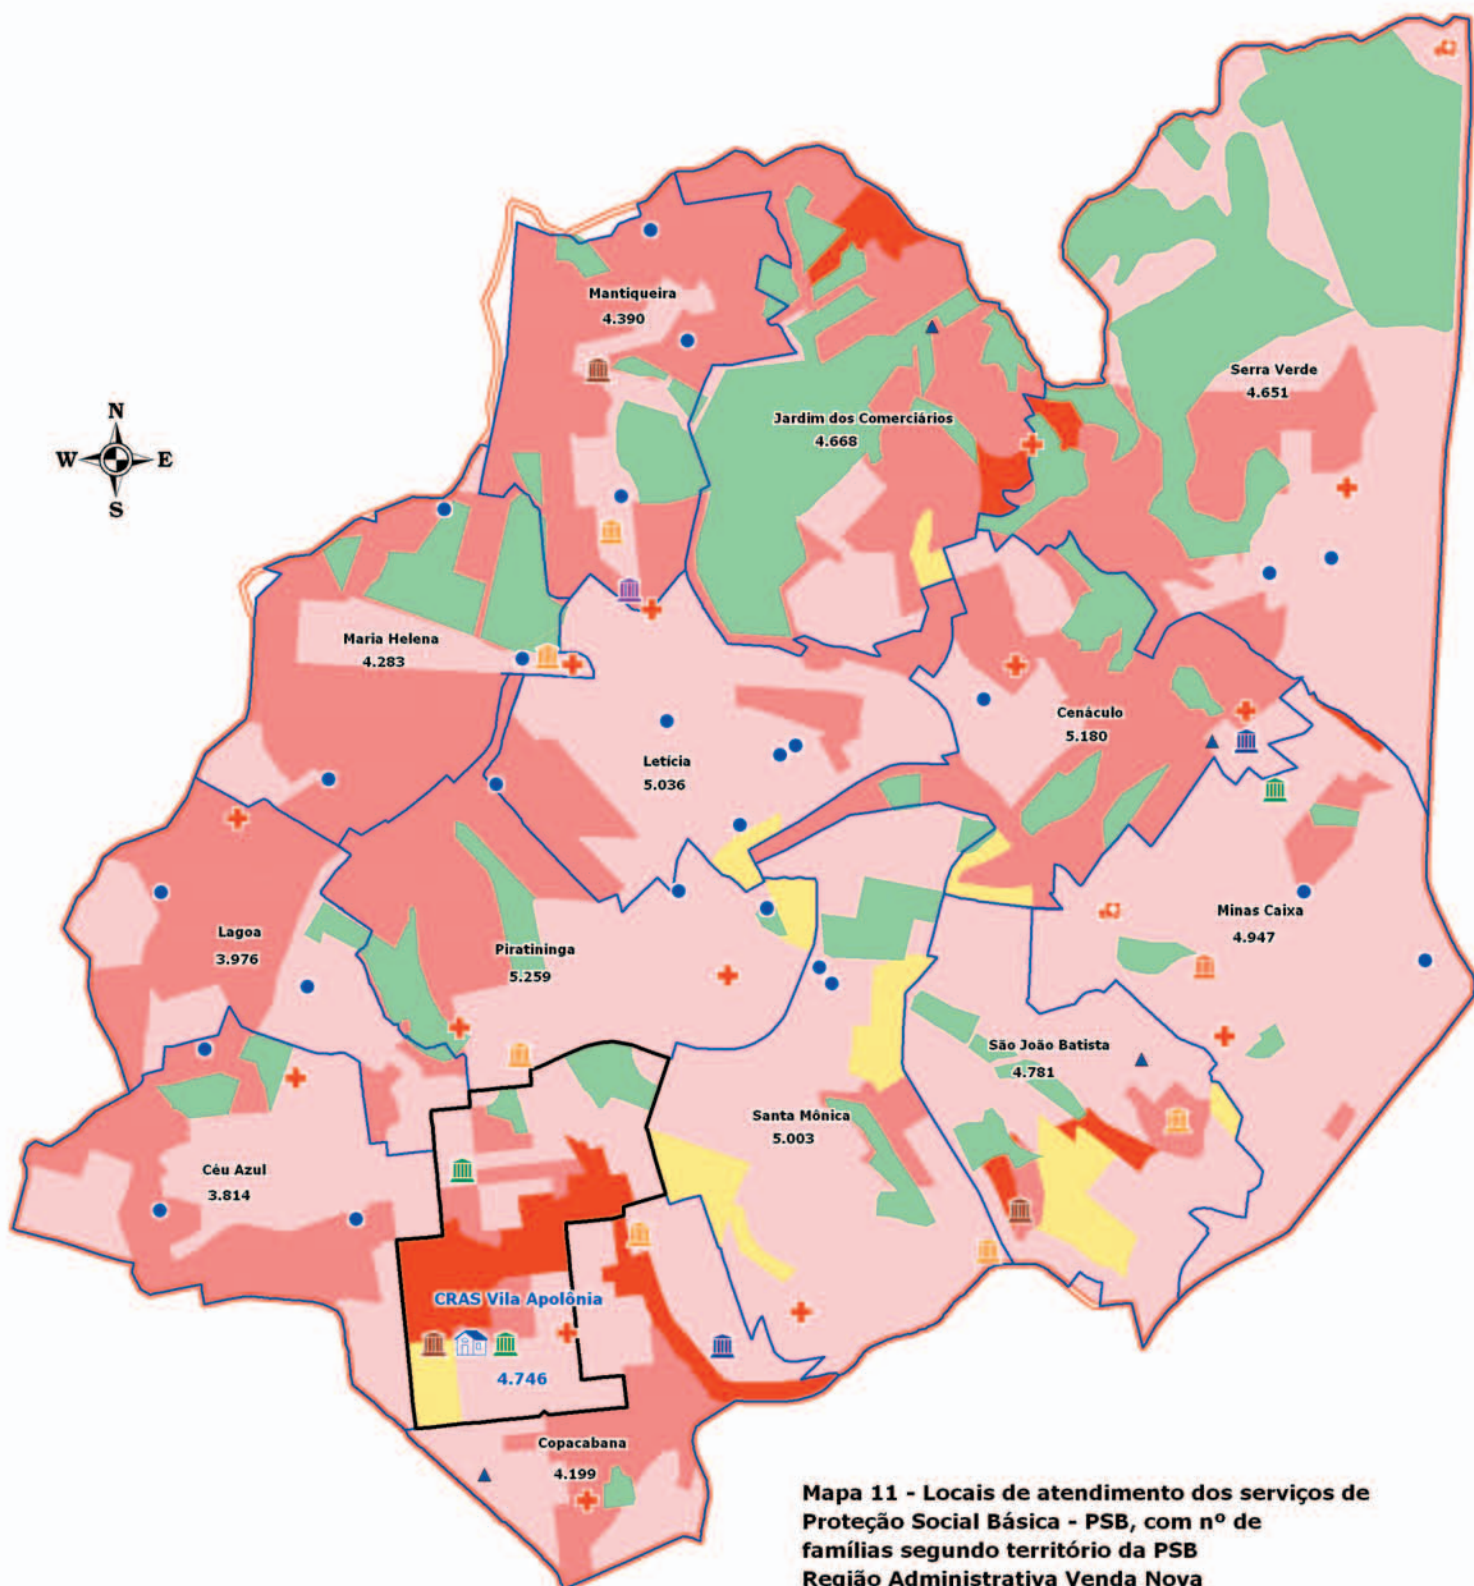 N
W E
S
Mantiqueira
4.390
Serra Verde
4.651
Jardim dos Comerciários
4.668
Maria Helena
4.283
Cenáculo
5.180
Letícia
5.036
Minas Caixa
4.947
Lagoa
3.976
Piratininga
5.259
São João Batista
4.781
Santa Mônica
5.003
Céu Azul
3.814
CRAS Vila Apolônia
4.746
Copacabana
4.199
Mapa 11 - Locais de atendimento dos serviços de
Proteção Social Básica - PSB, com nº de
famílias segundo território da PSB
Região Administrativa Venda Nova